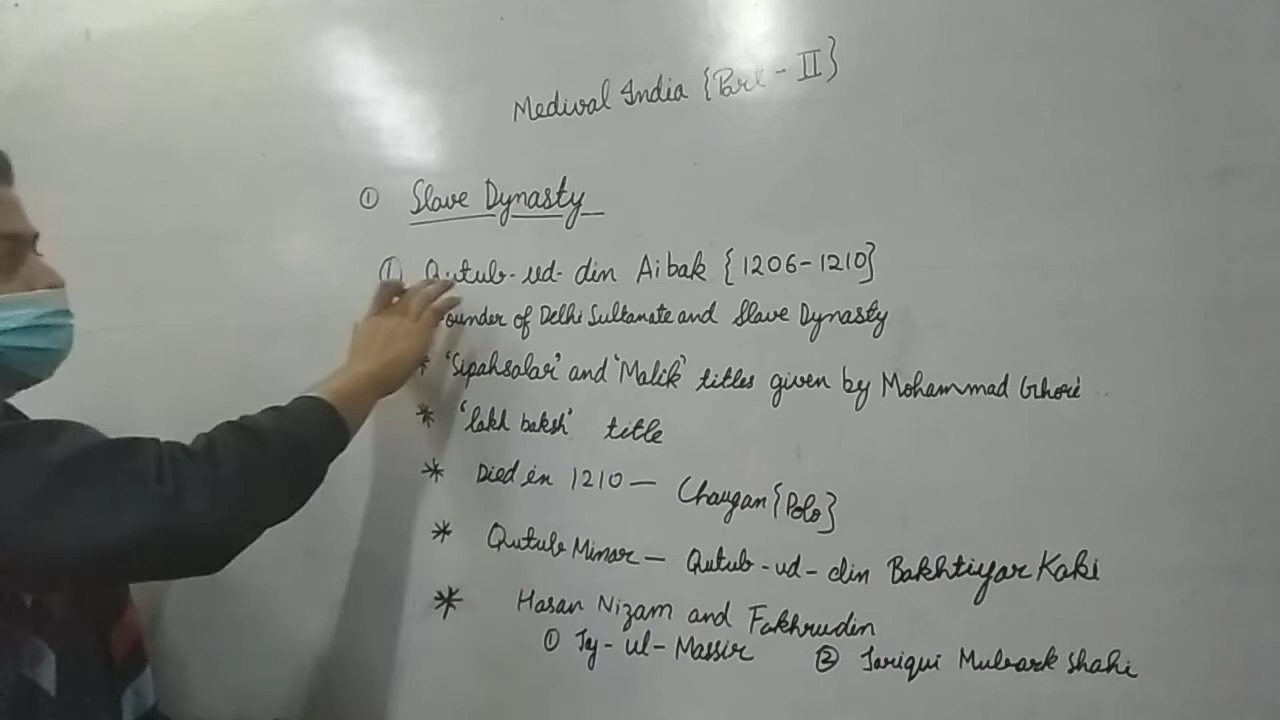 Medival India {Part - II}
① Slave Dynasty
① Qutub-ud-din Aibak {1206-1210}
ounder of Delhi Sultanate and Slave Dynasty
* 'Sipahsalar' and 'Malik' titles given by Mohammad Ghori
* 'lakh baksh' title
* Died in 1210 - Chaugan {Polo}
* Qutub Minar - Qutub-ud-din Bakhtiyar Kaki
* Hasan Nizam and Fakhrudin
① Taj-ul-Massir ② Tariqui Mubark Shahi